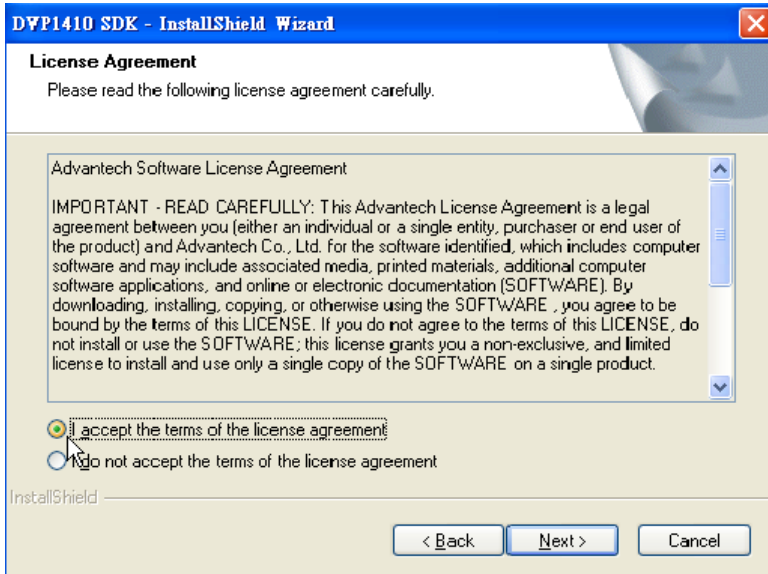 DVP1410 SDK - InstallShield Wizard
License Agreement
Please read the following license agreement carefully.
Advantech Software License Agreement
IMPORTANT - READ CAREFULLY: This Advantech License Agreement is a legal
agreement between you (either an individual or a single entity, purchaser or end user of
the product) and Advantech Co., Ltd. for the software identified, which includes computer
software and may include associated media, printed materials, additional computer
software applications, and online or electronic documentation (SOFTWARE). By
downloading, installing, copying, or otherwise using the SOFTWARE , you agree to be
bound by the terms of this LICENSE. If you do not agree to the terms of this LICENSE, do
not install or use the SOFTWARE; this license grants you a non-exclusive, and limited
license to install and use only a single copy of the SOFTWARE on a single product.
I accept the terms of the license agreement
I do not accept the terms of the license agreement
InstallShield
< Back
Next >
Cancel